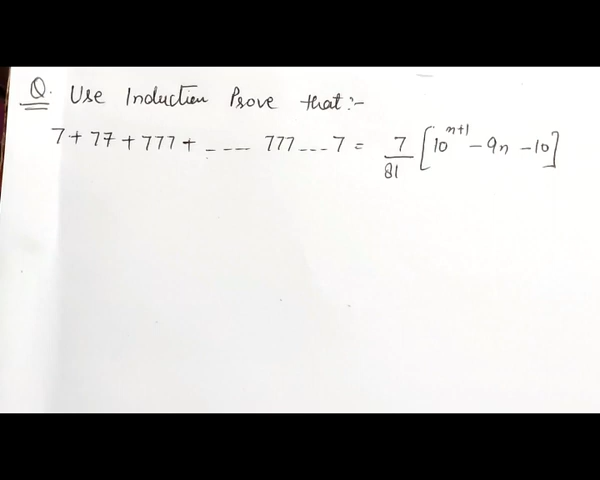 Q. Use Induction Prove that :-
7 + 77 + 777 + ---- 777---7 = 7/81 [10^{n+1} - 9n - 10]